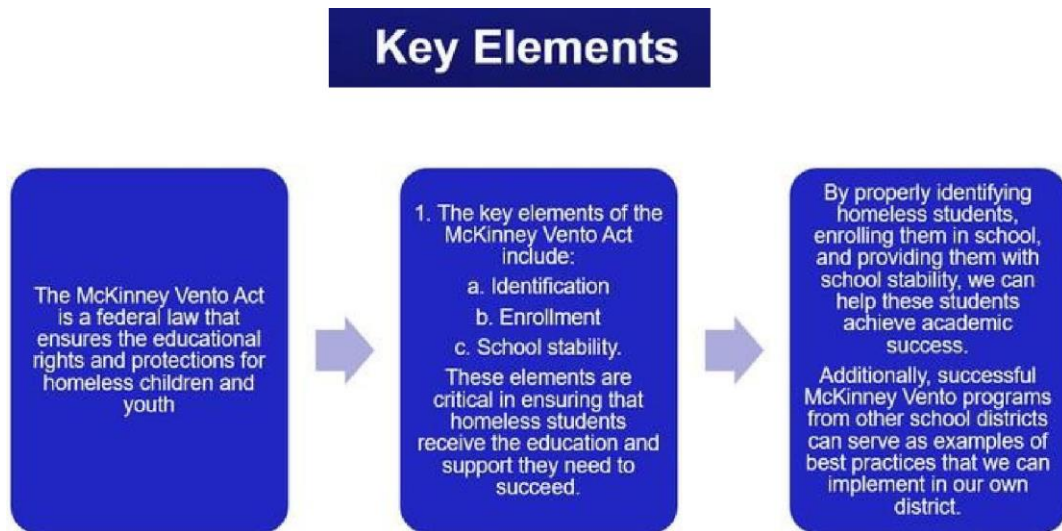 Key Elements
The McKinney Vento Act
is a federal law that
ensures the educational
rights and protections for
homeless children and
youth
1. The key elements of the
McKinney Vento Act
include:
a. Identification
b. Enrollment
c. School stability.
These elements are
critical in ensuring that
homeless students
receive the education and
support they need to
succeed.
By properly identifying
homeless students,
enrolling them in school,
and providing them with
school stability, we can
help these students
achieve academic
success.
Additionally, successful
McKinney Vento programs
from other school districts
can serve as examples of
best practices that we can
implement in our own
district.